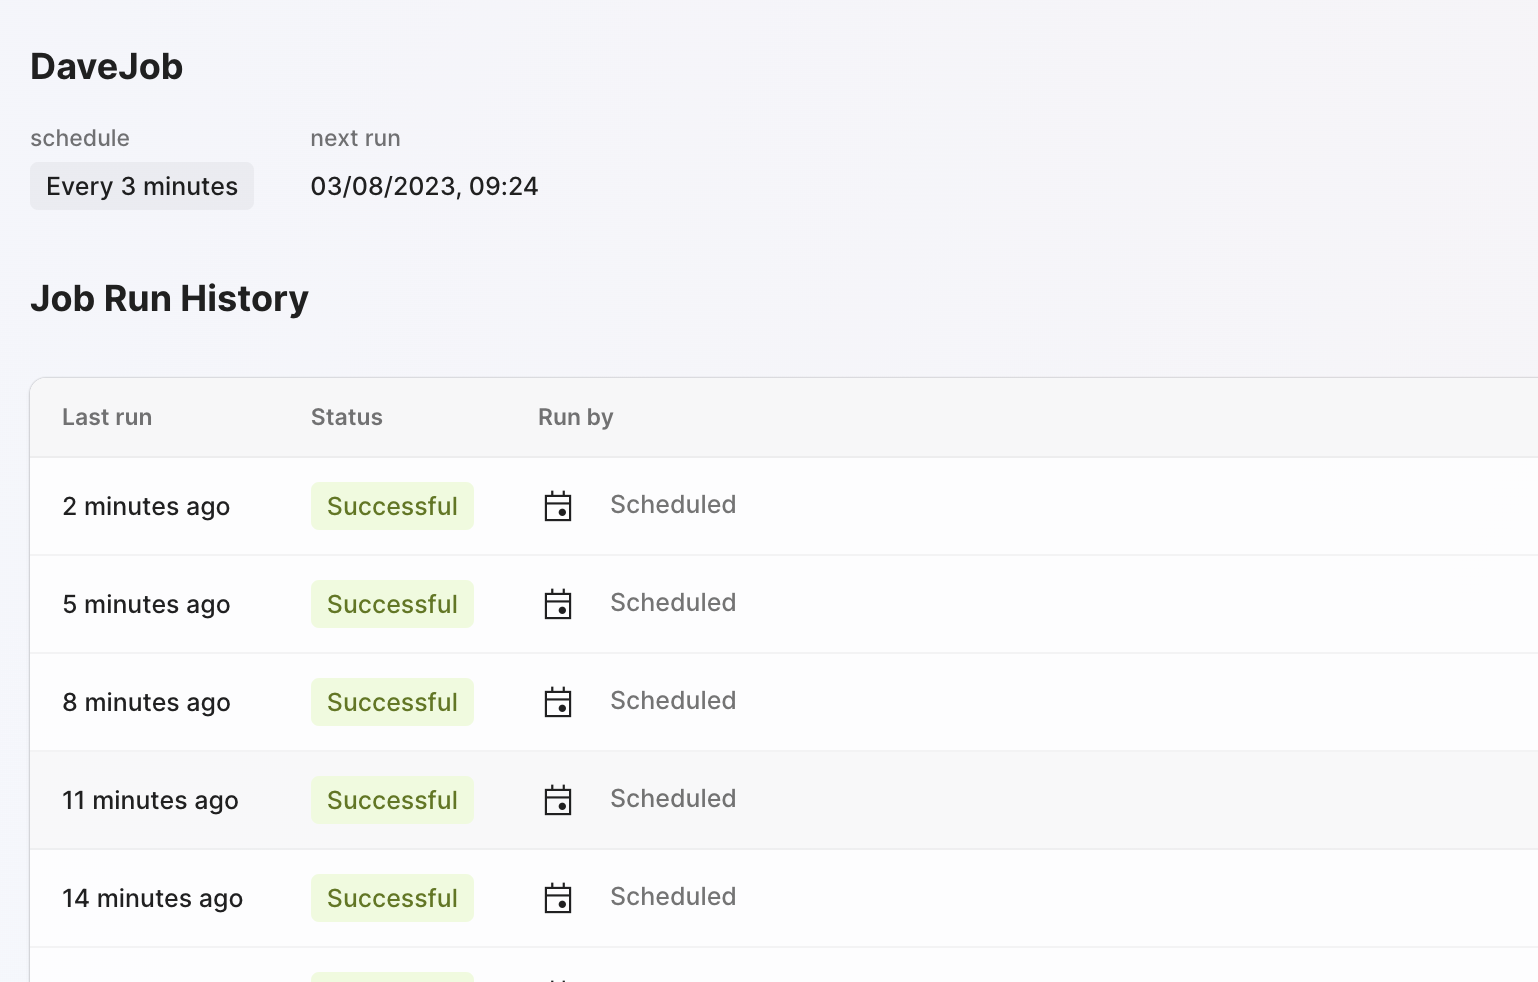 DaveJob
schedule next run
Every 3 minutes 03/08/2023, 09:24
Job Run History
Last run Status Run by
2 minutes ago Successful Scheduled
5 minutes ago Successful Scheduled
8 minutes ago Successful Scheduled
11 minutes ago Successful Scheduled
14 minutes ago Successful Scheduled